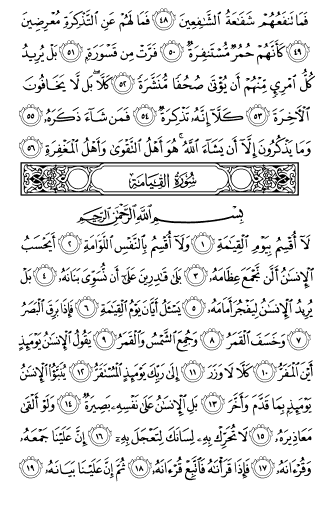 فَمَا تَنفَعُهُمْ شَفَٰعَةُ ٱلشَّٰفِعِينَ ٤٨ فَمَا لَهُمْ عَنِ ٱلتَّذْكِرَةِ مُعْرِضِينَ
٤٩ كَأَنَّهُمْ حُمُرٌ مُّسْتَنفِرَةٌ ٥٠ فَرَّتْ مِن قَسْوَرَةٍۭ ٥١ بَلْ يُرِيدُ
كُلُّ ٱمْرِئٍ مِّنْهُمْ أَن يُؤْتَىٰ صُحُفًا مُّنَشَّرَةً ٥٢ كَلَّا ۖ بَل لَّا يَخَافُونَ
ٱلْءَاخِرَةَ ٥٣ كَلَّآ إِنَّهُۥ تَذْكِرَةٌ ٥٤ فَمَن شَآءَ ذَكَرَهُۥ ٥٥
وَمَا يَذْكُرُونَ إِلَّآ أَن يَشَآءَ ٱللَّهُ ۚ هُوَ أَهْلُ ٱلتَّقْوَىٰ وَأَهْلُ ٱلْمَغْفِرَةِ ٥٦
سُورَةُ القِيَامَةِ
بِسْمِ ٱللَّهِ ٱلرَّحْمَٰنِ ٱلرَّحِيمِ
لَآ أُقْسِمُ بِيَوْمِ ٱلْقِيَٰمَةِ ١ وَلَآ أُقْسِمُ بِٱلنَّفْسِ ٱللَّوَّامَةِ ٢ أَيَحْسَبُ
ٱلْإِنسَٰنُ أَلَّن نَّجْمَعَ عِظَامَهُۥ ٣ بَلَىٰ قَٰدِرِينَ عَلَىٰٓ أَن نُّسَوِّىَ بَنَانَهُۥ ٤ بَلْ
يُرِيدُ ٱلْإِنسَٰنُ لِيَفْجُرَ أَمَامَهُۥ ٥ يَسْـَٔلُ أَيَّانَ يَوْمُ ٱلْقِيَٰمَةِ ٦ فَإِذَا بَرِقَ ٱلْبَصَرُ
٧ وَخَسَفَ ٱلْقَمَرُ ٨ وَجُمِعَ ٱلشَّمْسُ وَٱلْقَمَرُ ٩ يَقُولُ ٱلْإِنسَٰنُ يَوْمَئِذٍ
أَيْنَ ٱلْمَفَرُّ ١٠ كَلَّا لَا وَزَرَ ١١ إِلَىٰ رَبِّكَ يَوْمَئِذٍ ٱلْمُسْتَقَرُّ ١٢ يُنَبَّؤُا۟ ٱلْإِنسَٰنُ
يَوْمَئِذٍۭ بِمَا قَدَّمَ وَأَخَّرَ ١٣ بَلِ ٱلْإِنسَٰنُ عَلَىٰ نَفْسِهِۦ بَصِيرَةٌ ١٤ وَلَوْ أَلْقَىٰ
مَعَاذِيرَهُۥ ١٥ لَا تُحَرِّكْ بِهِۦ لِسَانَكَ لِتَعْجَلَ بِهِۦٓ ١٦ إِنَّ عَلَيْنَا جَمْعَهُۥ
وَقُرْءَانَهُۥ ١٧ فَإِذَا قَرَأْنَٰهُ فَٱتَّبِعْ قُرْءَانَهُۥ ١٨ ثُمَّ إِنَّ عَلَيْنَا بَيَانَهُۥ ١٩